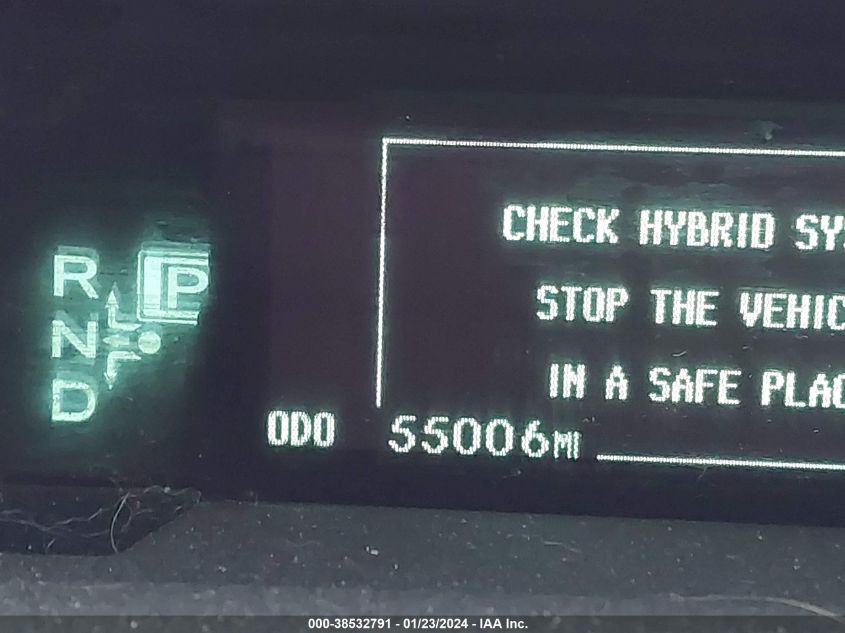 CHECK HYBRID SY
STOP THE VEHIC
IN A SAFE PLAC
R
P
N
D
ODO 55006MI
000-38532791 - 01/23/2024 - IAA Inc.